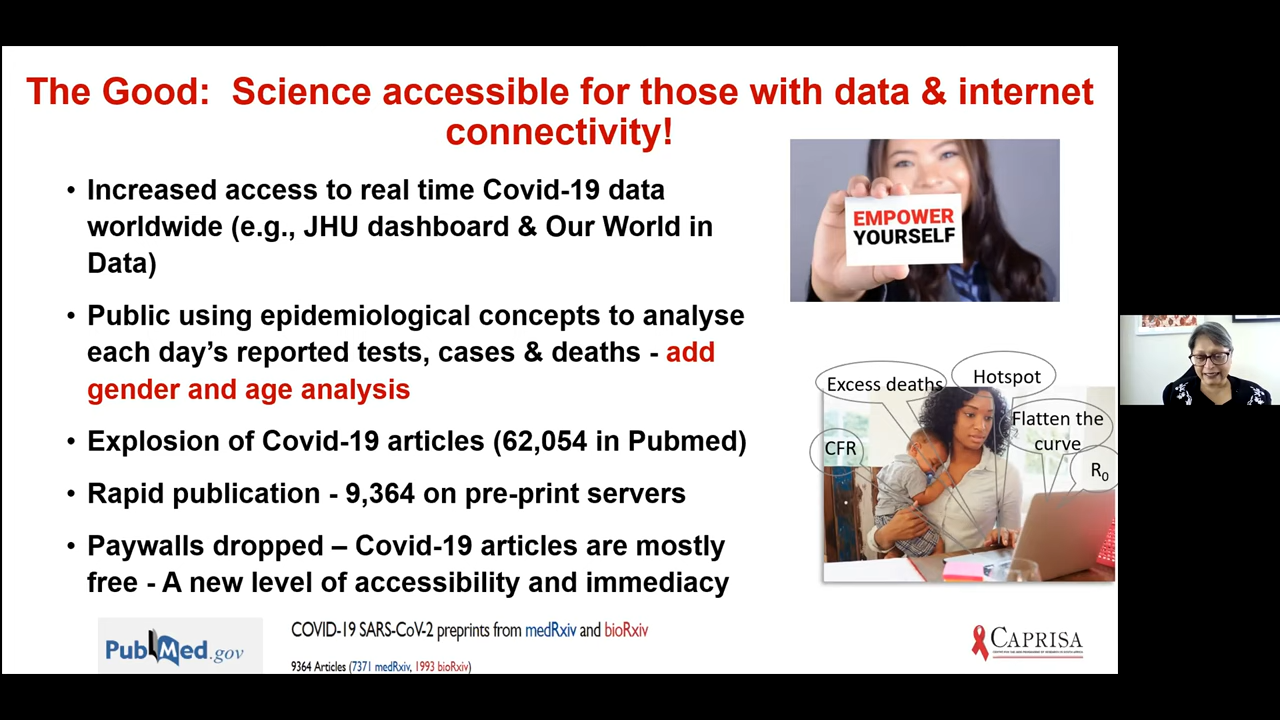 The Good:  Science accessible for those with data & internet
connectivity!
• Increased access to real time Covid-19 data
worldwide (e.g., JHU dashboard & Our World in
Data)
• Public using epidemiological concepts to analyse
each day’s reported tests, cases & deaths - add
gender and age analysis
• Explosion of Covid-19 articles (62,054 in Pubmed)
• Rapid publication - 9,364 on pre-print servers
• Paywalls dropped – Covid-19 articles are mostly
free - A new level of accessibility and immediacy
EMPOWER
YOURSELF
Excess deaths
Hotspot
Flatten the
curve
CFR
R₀
PubMed.gov
COVID-19 SARS-CoV-2 preprints from medRxiv and bioRxiv
9364 Articles (7371 medRxiv, 1993 bioRxiv)
CAPRISA